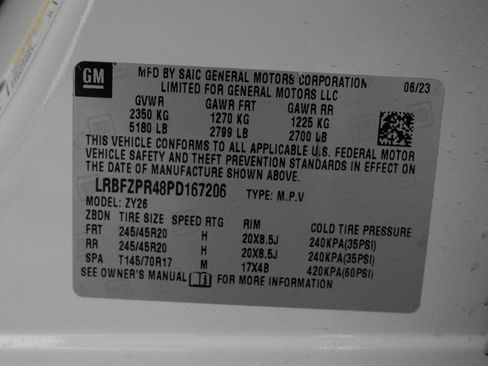 GM
MFD BY SAIC GENERAL MOTORS CORPORATION
LIMITED FOR GENERAL MOTORS LLC
06/23
GVWR GAWR FRT GAWR RR
2350 KG 1270 KG 1225 KG
5180 LB 2799 LB 2700 LB
THIS VEHICLE CONFORMS TO ALL APPLICABLE U.S. FEDERAL MOTOR
VEHICLE SAFETY AND THEFT PREVENTION STANDARDS IN EFFECT ON
THE DATE OF MANUFACTURE SHOWN ABOVE.
LRBFZPR48PD167206 TYPE: M.P.V
MODEL: ZY26
ZBDN TIRE SIZE SPEED RTG RIM COLD TIRE PRESSURE
FRT 245/45R20 H 20X8.5J 240KPA(35PSI)
RR 245/45R20 H 20X8.5J 240KPA(35PSI)
SPA T145/70R17 M 17X4B 420KPA(60PSI)
SEE OWNER'S MANUAL FOR MORE INFORMATION